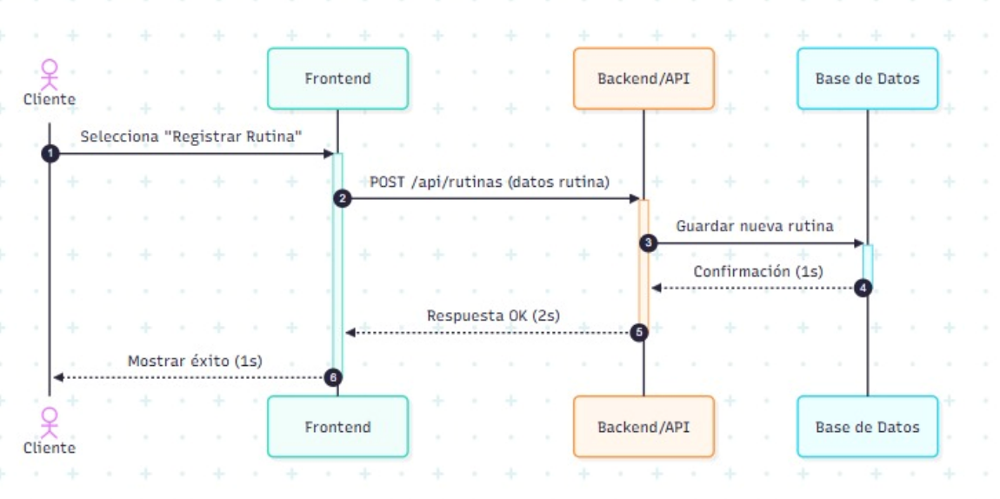 Cliente
Frontend
Backend/API
Base de Datos
Selecciona "Registrar Rutina"
1
POST /api/rutinas (datos rutina)
2
Guardar nueva rutina
3
Confirmación (1s)
4
Respuesta OK (2s)
5
Mostrar éxito (1s)
6
Cliente
Frontend
Backend/API
Base de Datos